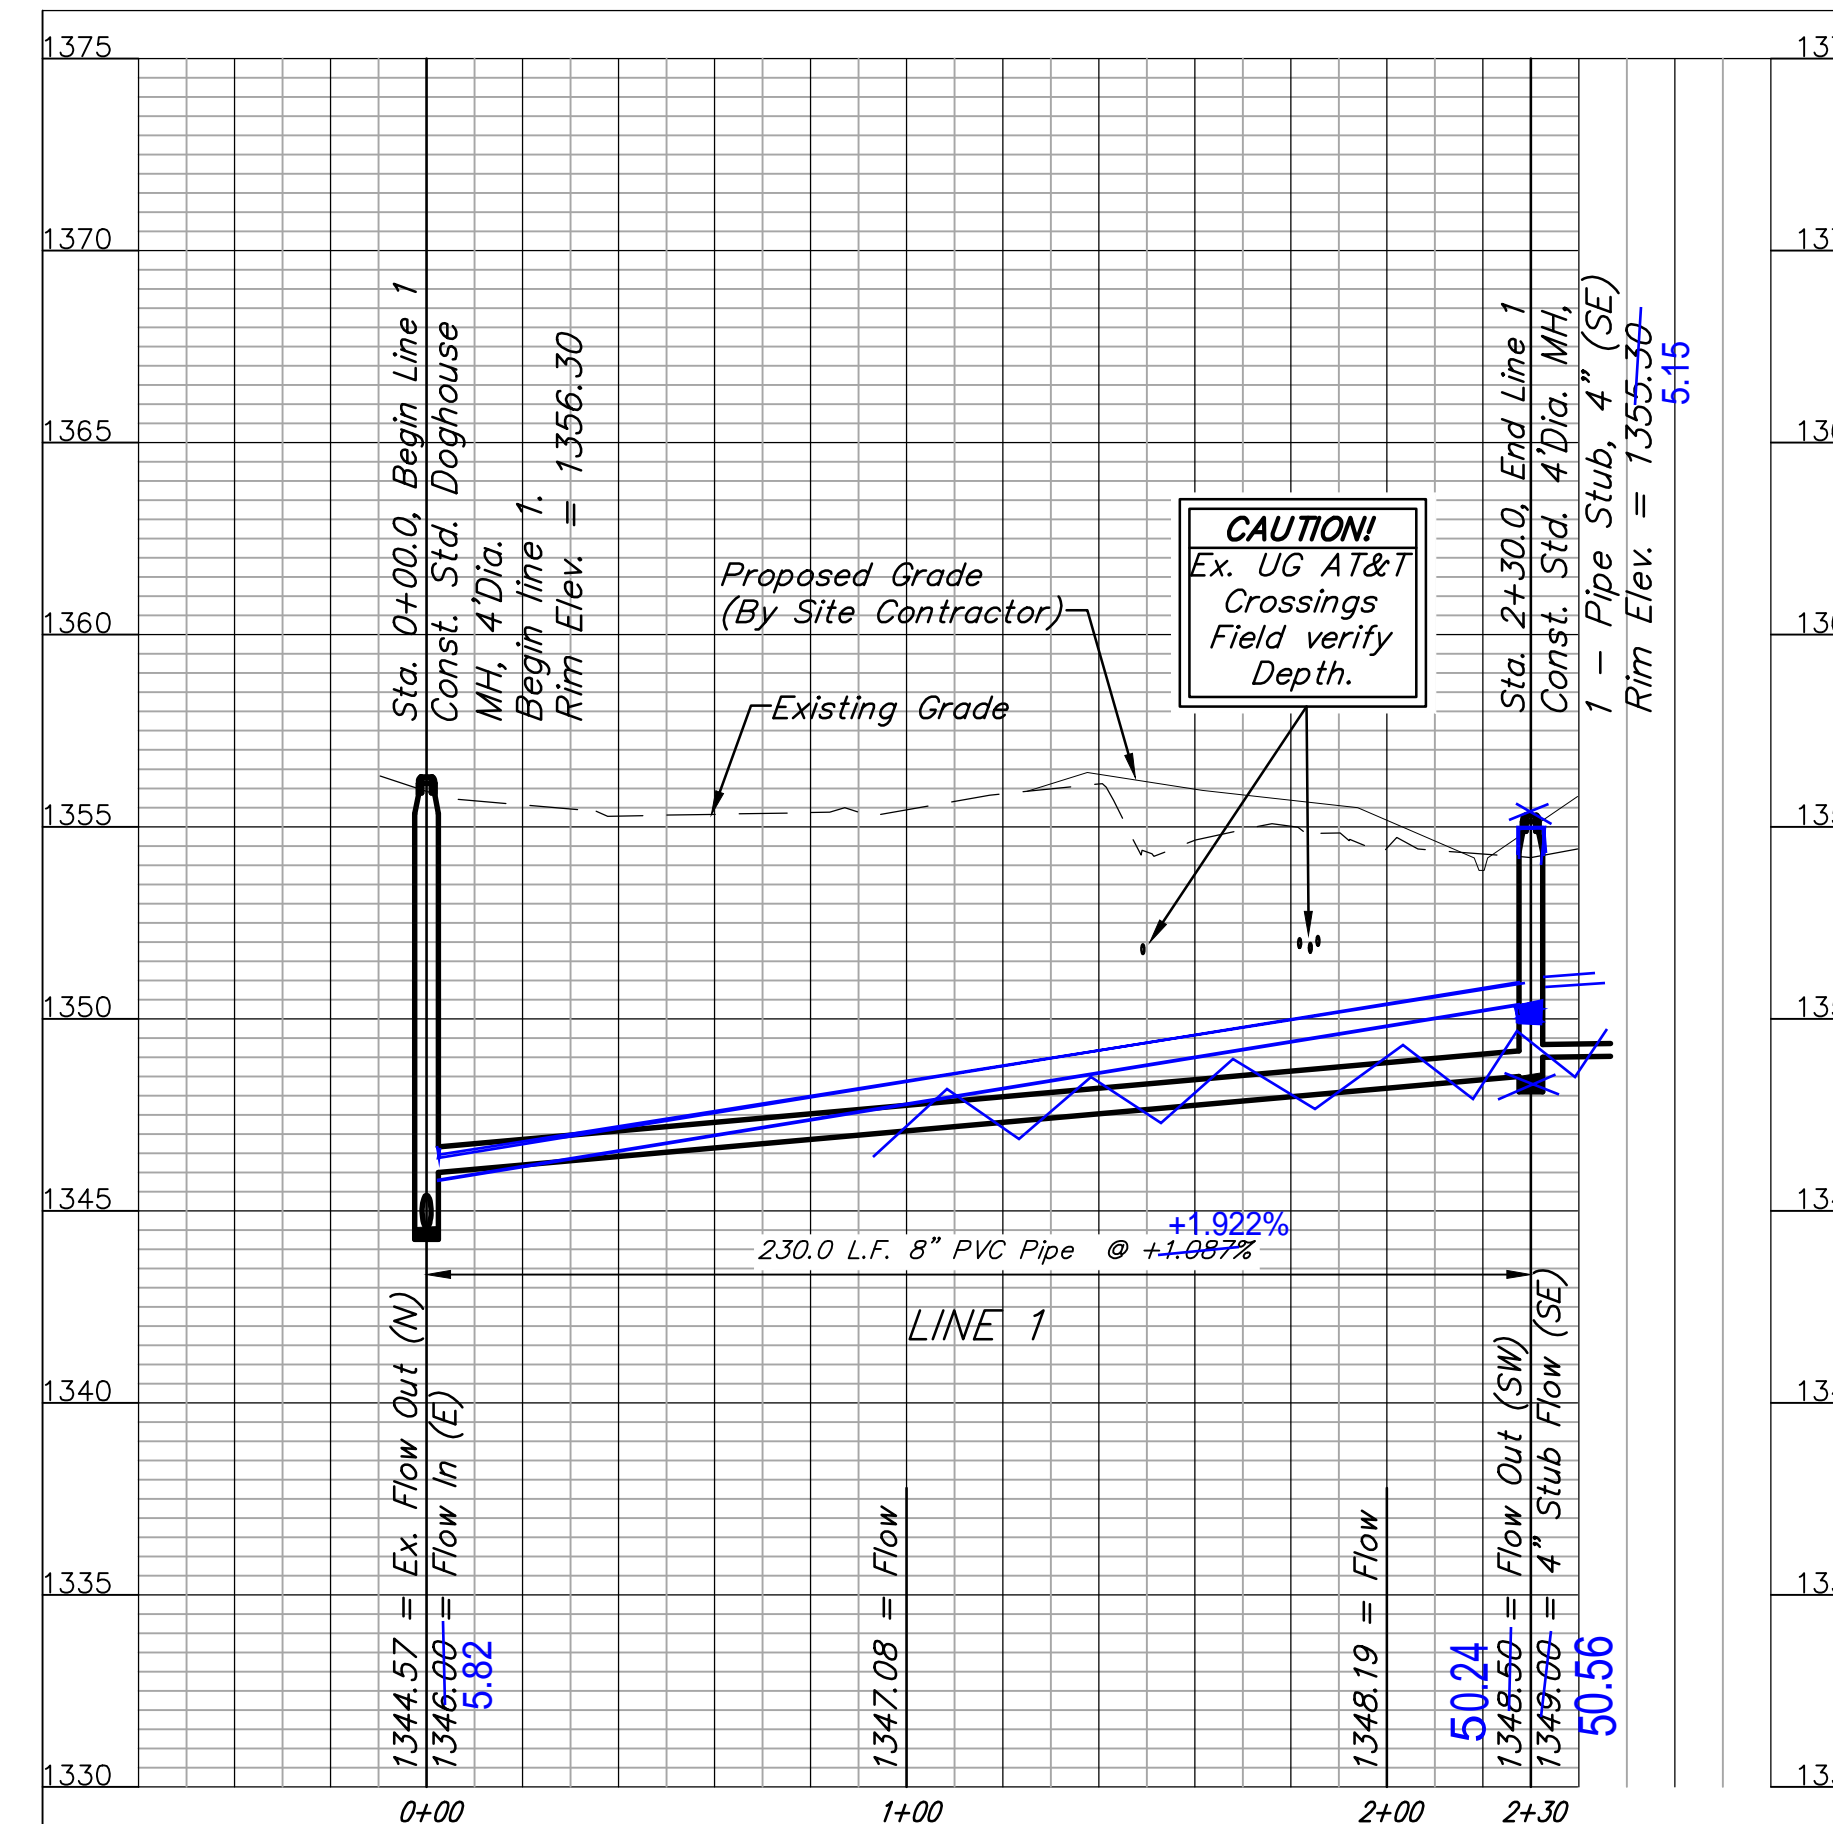 1375
1370
1365
1360
1355
1350
1345
1340
1335
1330
Sta. 0+00.0, Begin Line 1
Const. Std. Doghouse
MH, 4'Dia.
Begin line 1.
Rim Elev. = 1356.30
Proposed Grade
(By Site Contractor)
Existing Grade
CAUTION!
Ex. UG AT&T
Crossings
Field verify
Depth.
Sta. 2+30.0, End Line 1
Const. Std. 4'Dia. MH,
1 - Pipe Stub, 4" (SE)
Rim Elev. = 1355.30
5.15
+1.922%
230.0 L.F. 8" PVC Pipe @ +1.087%
LINE 1
1344.57 = Ex. Flow Out (N)
1346.00 = Flow In (E)
5.82
1347.08 = Flow
1348.19 = Flow
50.24
1348.50 = Flow Out (SW)
1349.00 = 4" Stub Flow (SE)
50.56
0+00
1+00
2+00
2+30